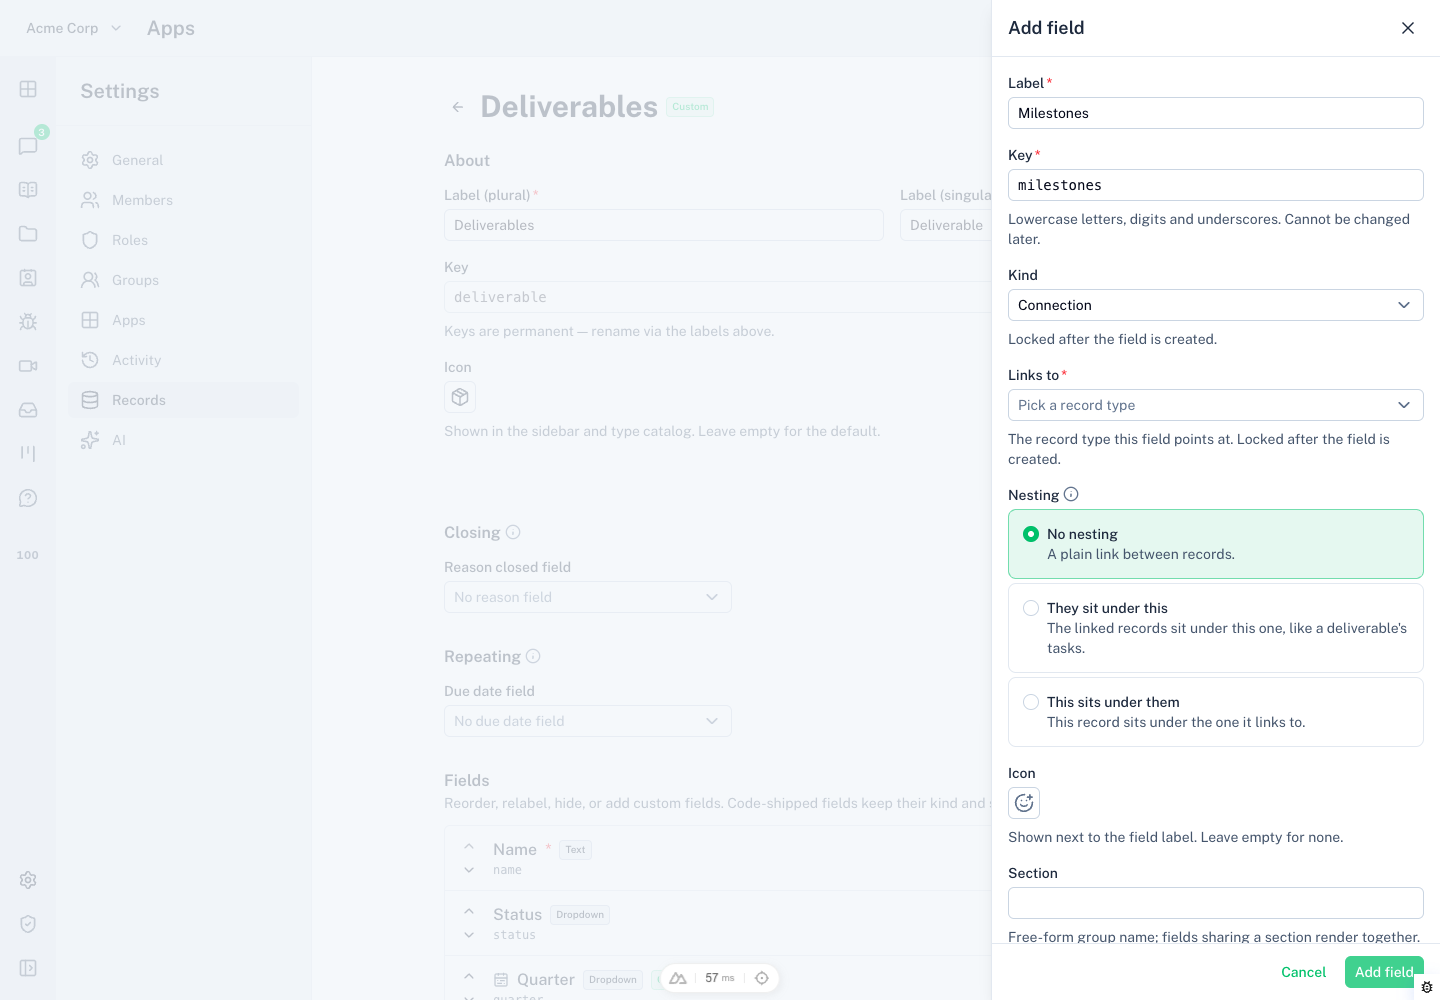 Acme Corp
Apps
3
100
Settings
General
Members
Roles
Groups
Apps
Activity
Records
AI
Deliverables
Custom
About
Label (plural) *
Label (singula
Deliverables
Deliverable
Key
deliverable
Keys are permanent — rename via the labels above.
Icon
Shown in the sidebar and type catalog. Leave empty for the default.
Closing
Reason closed field
No reason field
Repeating
Due date field
No due date field
Fields
Reorder, relabel, hide, or add custom fields. Code-shipped fields keep their kind and
Name * Text
name
Status Dropdown
status
Quarter Dropdown
quarter
57 ms
Add field
Label *
Milestones
Key *
milestones
Lowercase letters, digits and underscores. Cannot be changed
later.
Kind
Connection
Locked after the field is created.
Links to *
Pick a record type
The record type this field points at. Locked after the field is
created.
Nesting
No nesting
A plain link between records.
They sit under this
The linked records sit under this one, like a deliverable's
tasks.
This sits under them
This record sits under the one it links to.
Icon
Shown next to the field label. Leave empty for none.
Section
Free-form group name; fields sharing a section render together.
Cancel
Add field